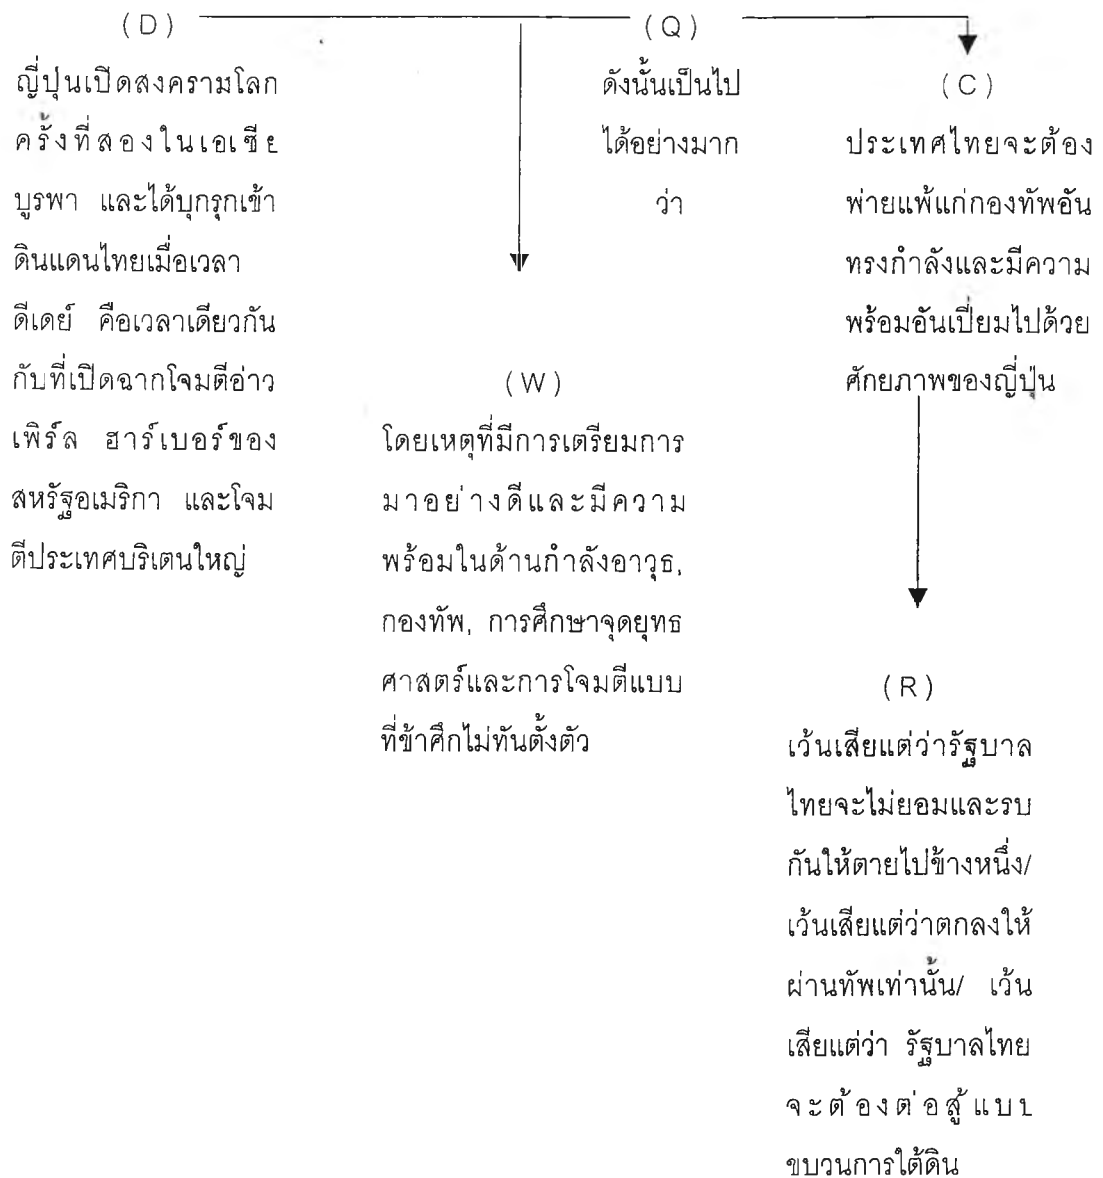 (D)
ญี่ปุ่นเปิดสงครามโลก
ครั้งที่สองในเอเชีย
บูรพา และได้บุกรุกเข้า
ดินแดนไทยเมื่อเวลา
ดีเดย์ คือเวลาเดียวกัน
กับที่เปิดฉากโจมตีอ่าว
เพิร์ล ฮาร์เบอร์ของ
สหรัฐอเมริกา และโจม
ตีประเทศบริเตนใหญ่
(W)
โดยเหตุที่มีการเตรียมการ
มาอย่างดีและมีความ
พร้อมในด้านกำลังอาวุธ,
กองทัพ, การศึกษาจุดยุทธ
ศาสตร์และการโจมตีแบบ
ที่ข้าศึกไม่ทันตั้งตัว
(Q)
ดังนั้นเป็นไป
ได้อย่างมาก
ว่า
(C)
ประเทศไทยจะต้อง
พ่ายแพ้แก่กองทัพอัน
ทรงกำลังและมีความ
พร้อมอันเปี่ยมไปด้วย
ศักยภาพของญี่ปุ่น
(R)
เว้นเสียแต่ว่ารัฐบาล
ไทยจะไม่ยอมและรบ
กันให้ตายไปข้างหนึ่ง/
เว้นเสียแต่ว่าตกลงให้
ผ่านทัพเท่านั้น/ เว้น
เสียแต่ว่า รัฐบาลไทย
จะต้องต่อสู้แบบ
ขบวนการใต้ดิน